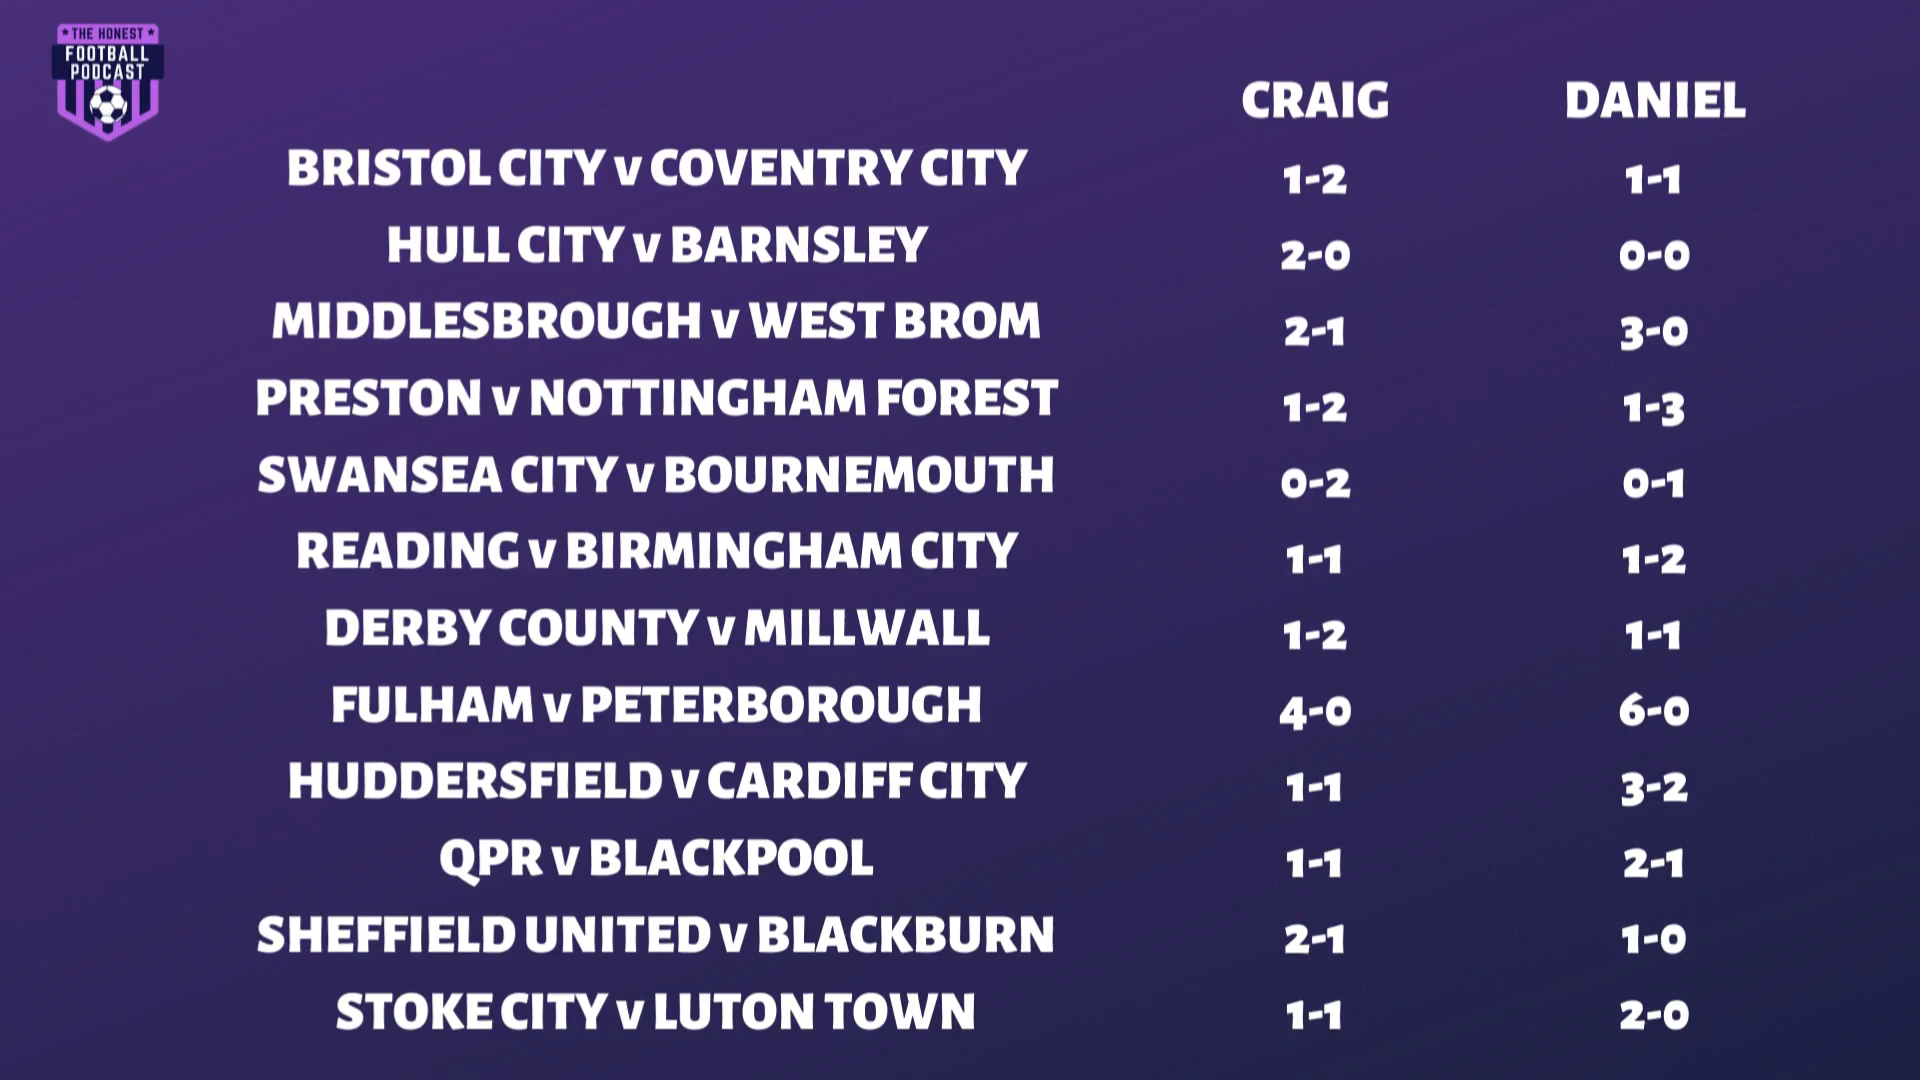 ★ THE HONEST ★
FOOTBALL
PODCAST
CRAIG DANIEL
BRISTOL CITY v COVENTRY CITY 1-2 1-1
HULL CITY v BARNSLEY 2-0 0-0
MIDDLESBROUGH v WEST BROM 2-1 3-0
PRESTON v NOTTINGHAM FOREST 1-2 1-3
SWANSEA CITY v BOURNEMOUTH 0-2 0-1
READING v BIRMINGHAM CITY 1-1 1-2
DERBY COUNTY v MILLWALL 1-2 1-1
FULHAM v PETERBOROUGH 4-0 6-0
HUDDERSFIELD v CARDIFF CITY 1-1 3-2
QPR v BLACKPOOL 1-1 2-1
SHEFFIELD UNITED v BLACKBURN 2-1 1-0
STOKE CITY v LUTON TOWN 1-1 2-0